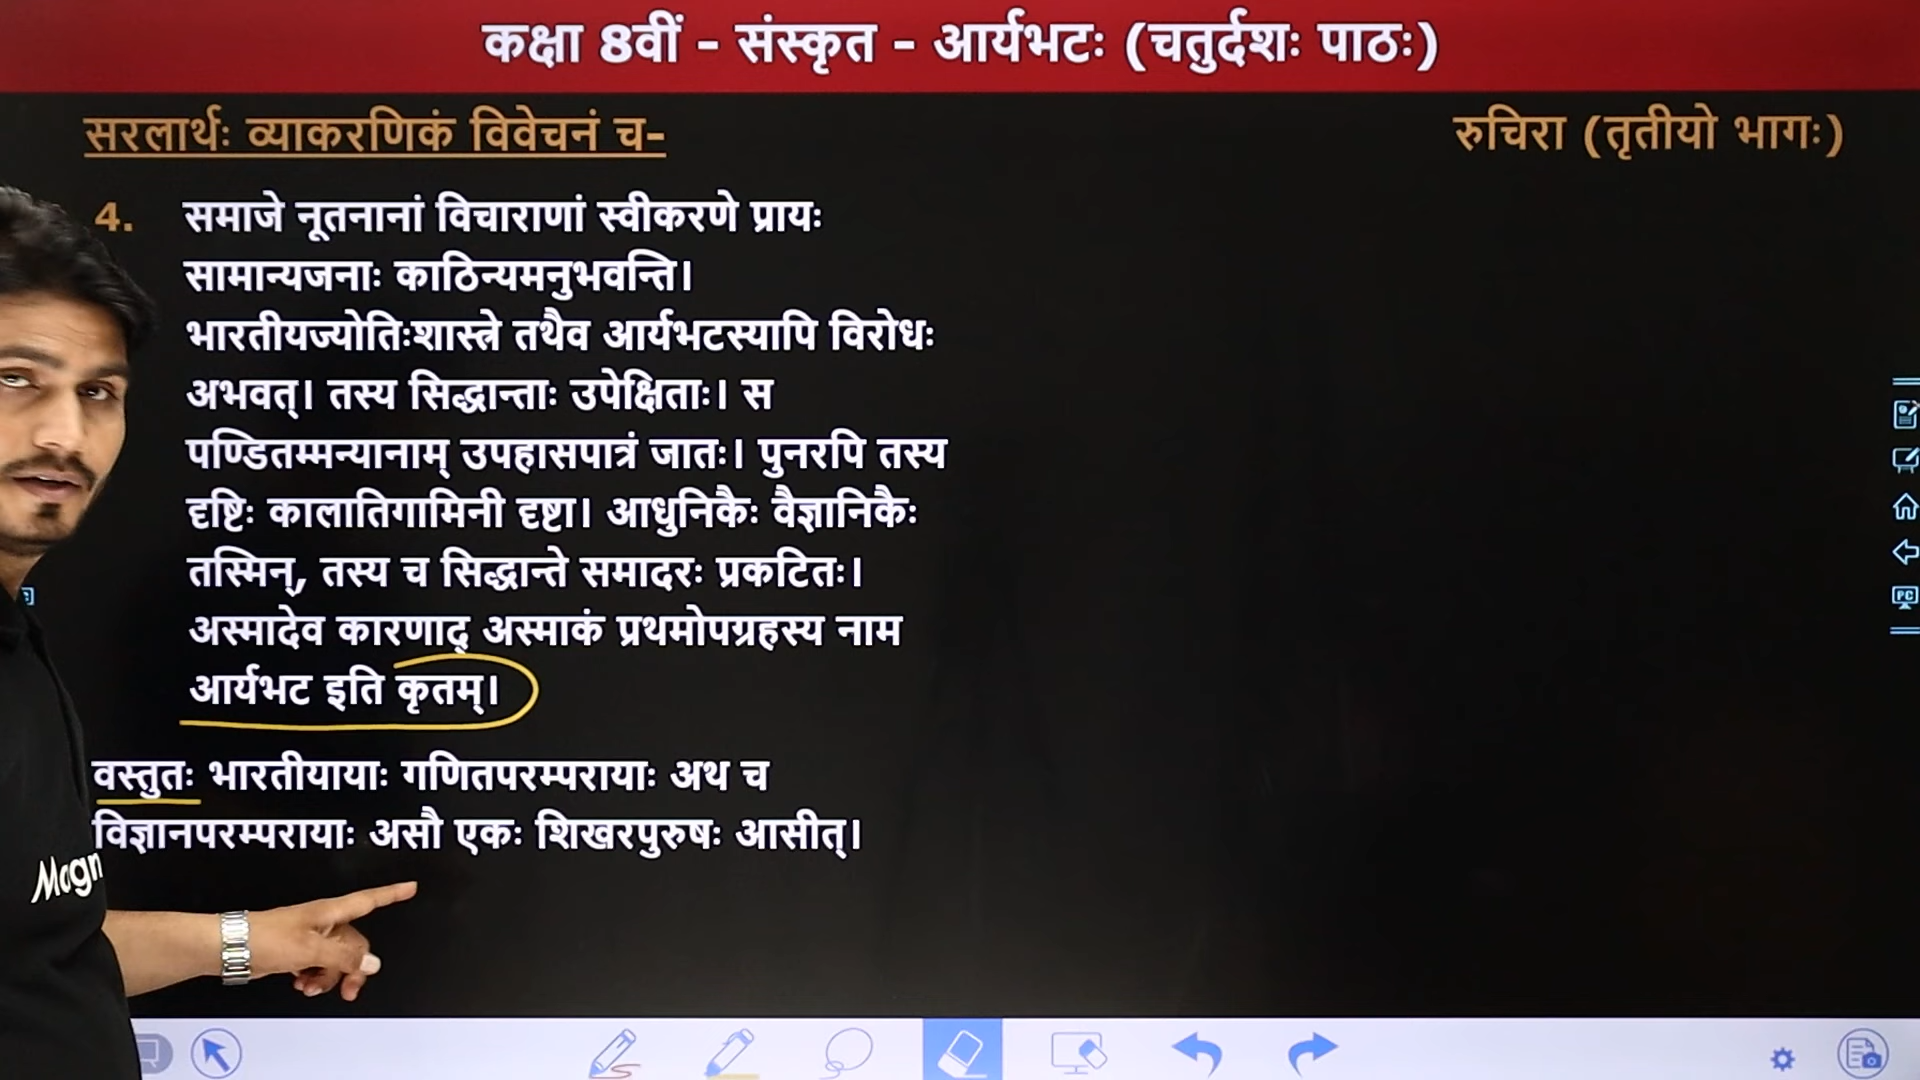 कक्षा 8वीं - संस्कृत - आर्यभटः (चतुर्दशः पाठः)
सरलार्थः व्याकरणिकं विवेचनं च-
रुचिरा (तृतीयो भागः)
4. समाजे नूतनानां विचाराणां स्वीकरणे प्रायः
सामान्यजनाः काठिन्यमनुभवन्ति।
भारतीयज्योतिःशास्त्रे तथैव आर्यभटस्यापि विरोधः
अभवत्। तस्य सिद्धान्ताः उपेक्षिताः। स
पण्डितम्मन्यानाम् उपहासपात्रं जातः। पुनरपि तस्य
दृष्टिः कालातिगामिनी दृष्टा। आधुनिकैः वैज्ञानिकैः
तस्मिन्, तस्य च सिद्धान्ते समादरः प्रकटितः।
अस्मादेव कारणाद् अस्माकं प्रथमोपग्रहस्य नाम
आर्यभट इति कृतम्।
वस्तुतः भारतीयायाः गणितपरम्परायाः अथ च
विज्ञानपरम्परायाः असौ एकः शिखरपुरुषः आसीत्।
Magn
PC